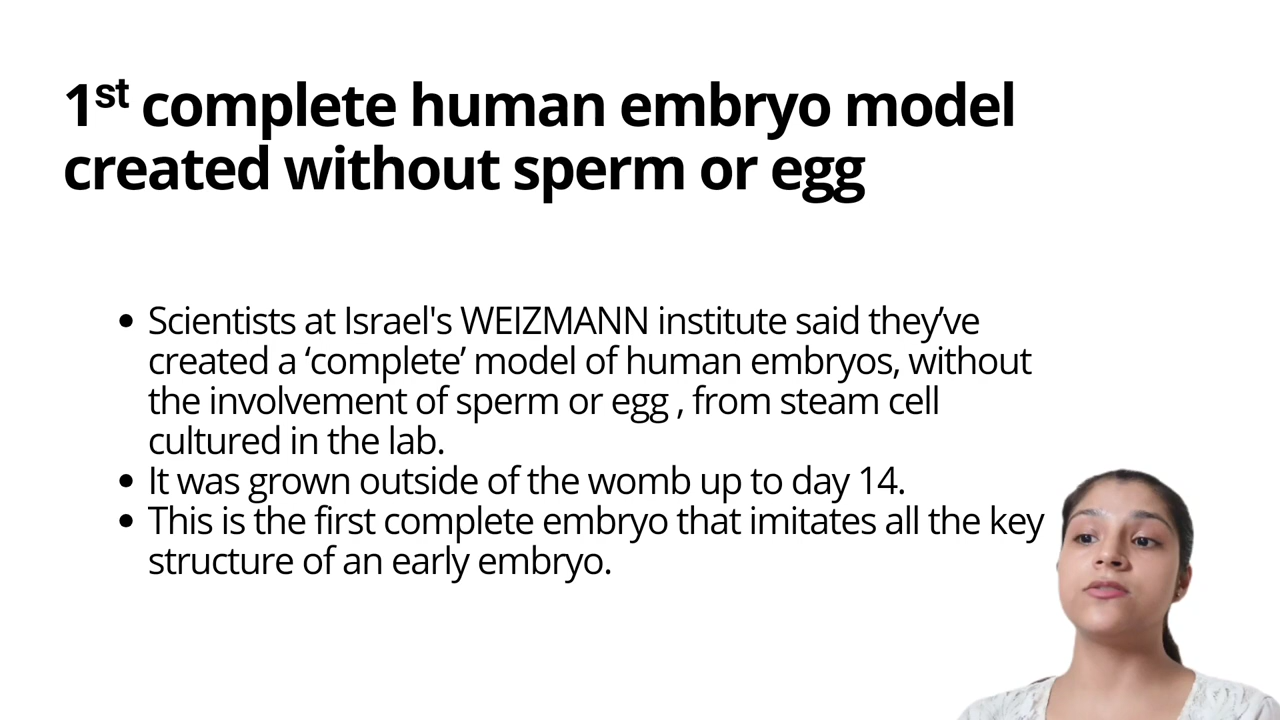 1st complete human embryo model
created without sperm or egg
• Scientists at Israel's WEIZMANN institute said they’ve
created a ‘complete’ model of human embryos, without
the involvement of sperm or egg , from steam cell
cultured in the lab.
• It was grown outside of the womb up to day 14.
• This is the first complete embryo that imitates all the key
structure of an early embryo.